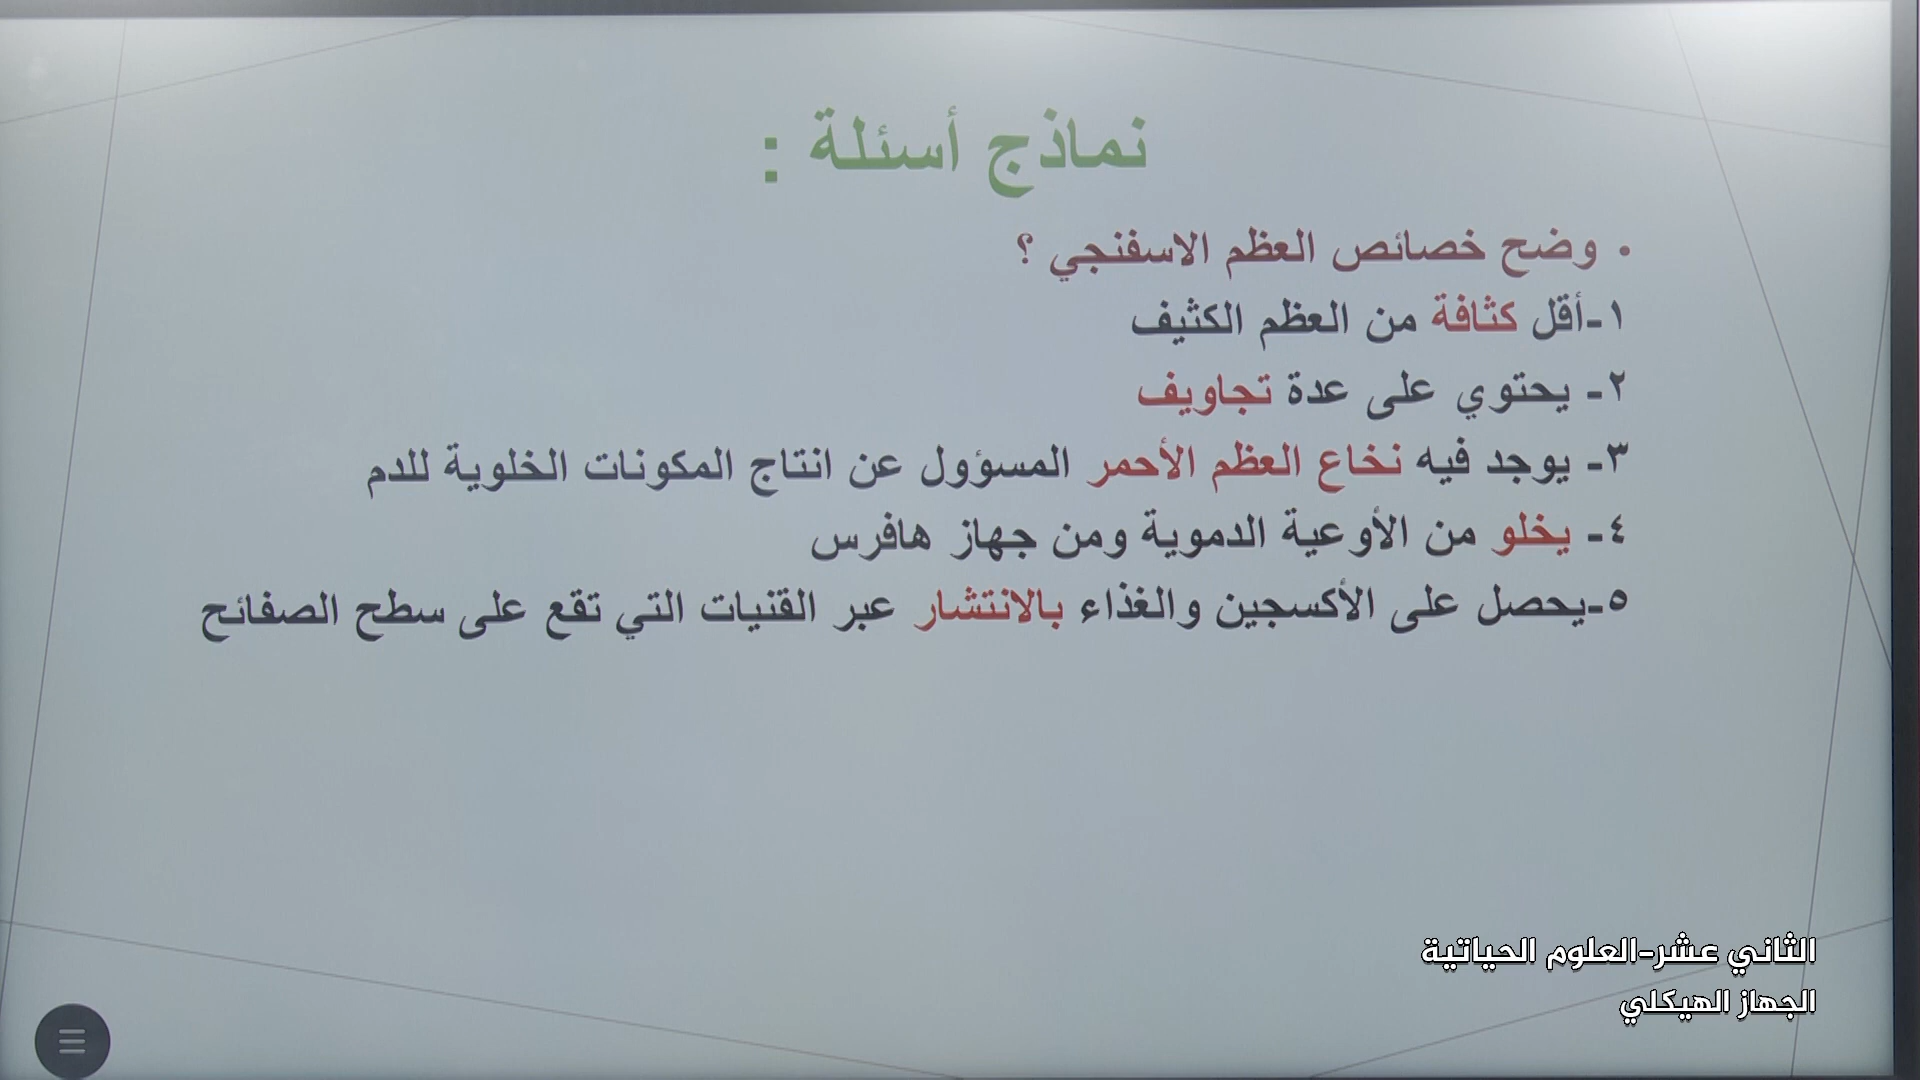 نماذج أسئلة :
• وضح خصائص العظم الاسفنجي ؟
١-أقل كثافة من العظم الكثيف
٢- يحتوي على عدة تجاويف
٣- يوجد فيه نخاع العظم الأحمر المسؤول عن انتاج المكونات الخلوية للدم
٤- يخلو من الأوعية الدموية ومن جهاز هافرس
٥-يحصل على الأكسجين والغذاء بالانتشار عبر القنيات التي تقع على سطح الصفائح
الثاني عشر-العلوم الحياتية
الجهاز الهيكلي